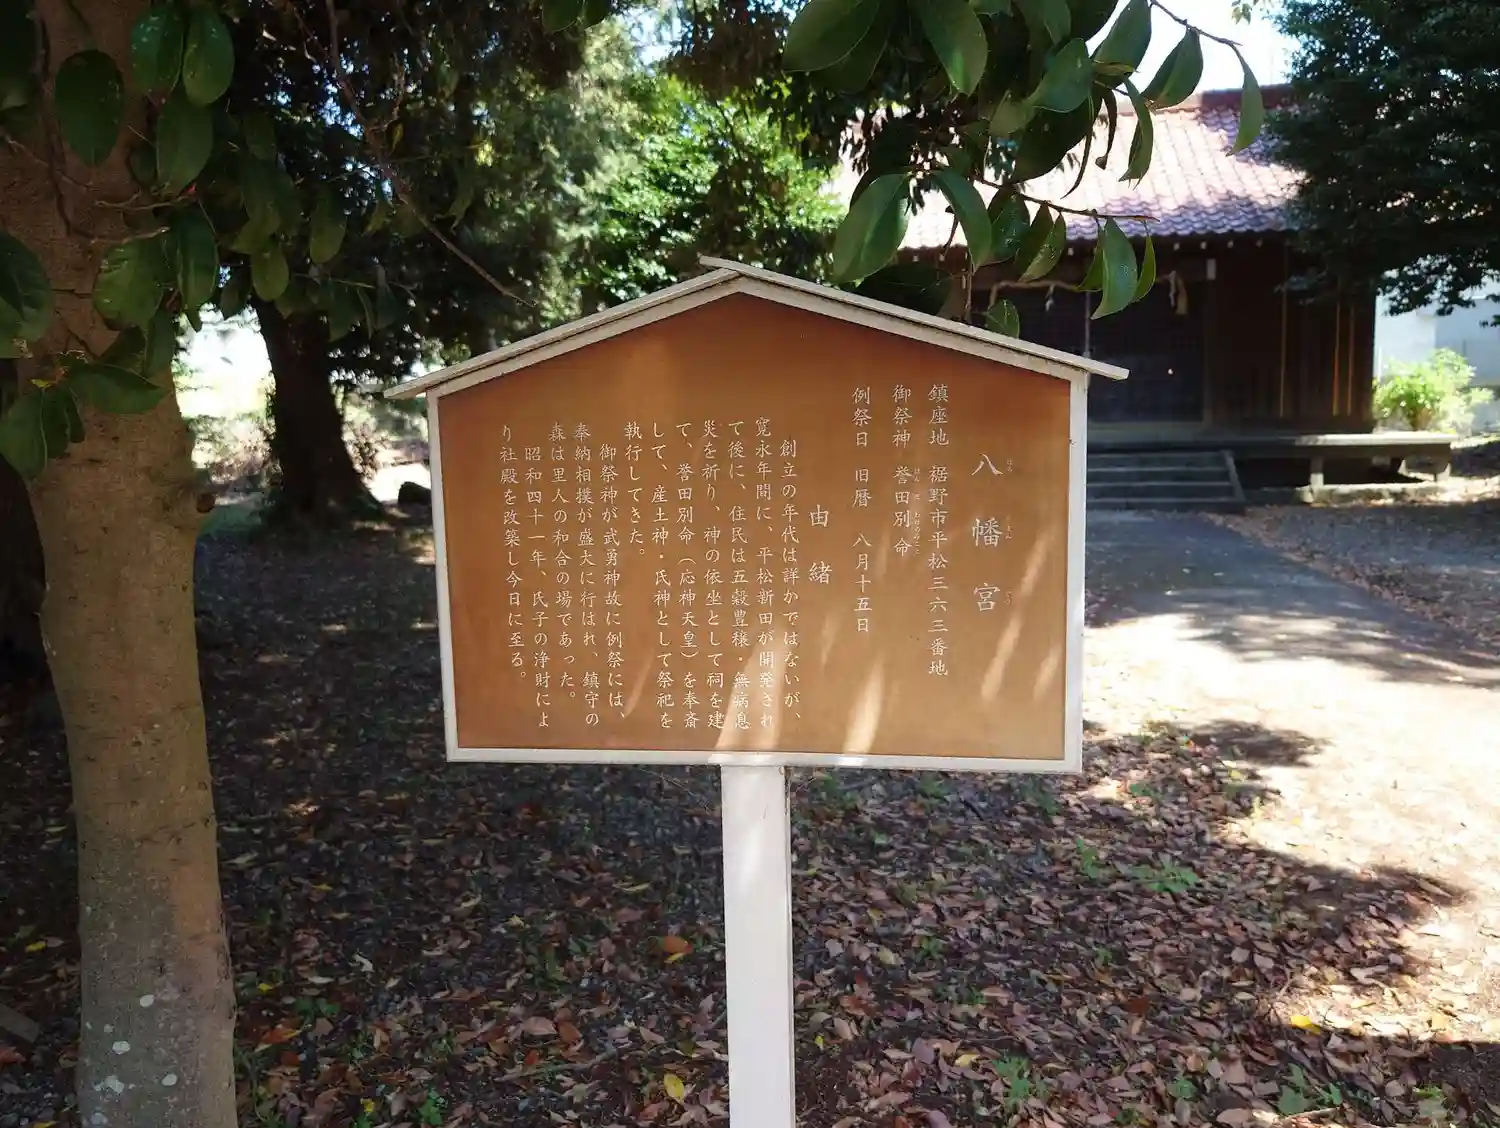 八幡宮
鎮座地 裾野市平松三六三番地
御祭神 誉田別命
例祭日 旧暦 八月十五日
由緒
創立の年代は詳かではないが、
寛永年間に、平松新田が開発され
て後に、住民は五穀豊穣・無病息
災を祈り、神の依坐として祠を建
て、誉田別命（応神天皇）を奉斎
して、産土神・氏神として祭祀を
執行してきた。
御祭神が武勇神故に例祭には、
奉納相撲が盛大に行はれ、鎮守の
森は里人の和合の場であった。
昭和四十一年、氏子の浄財によ
り社殿を改築し今日に至る。